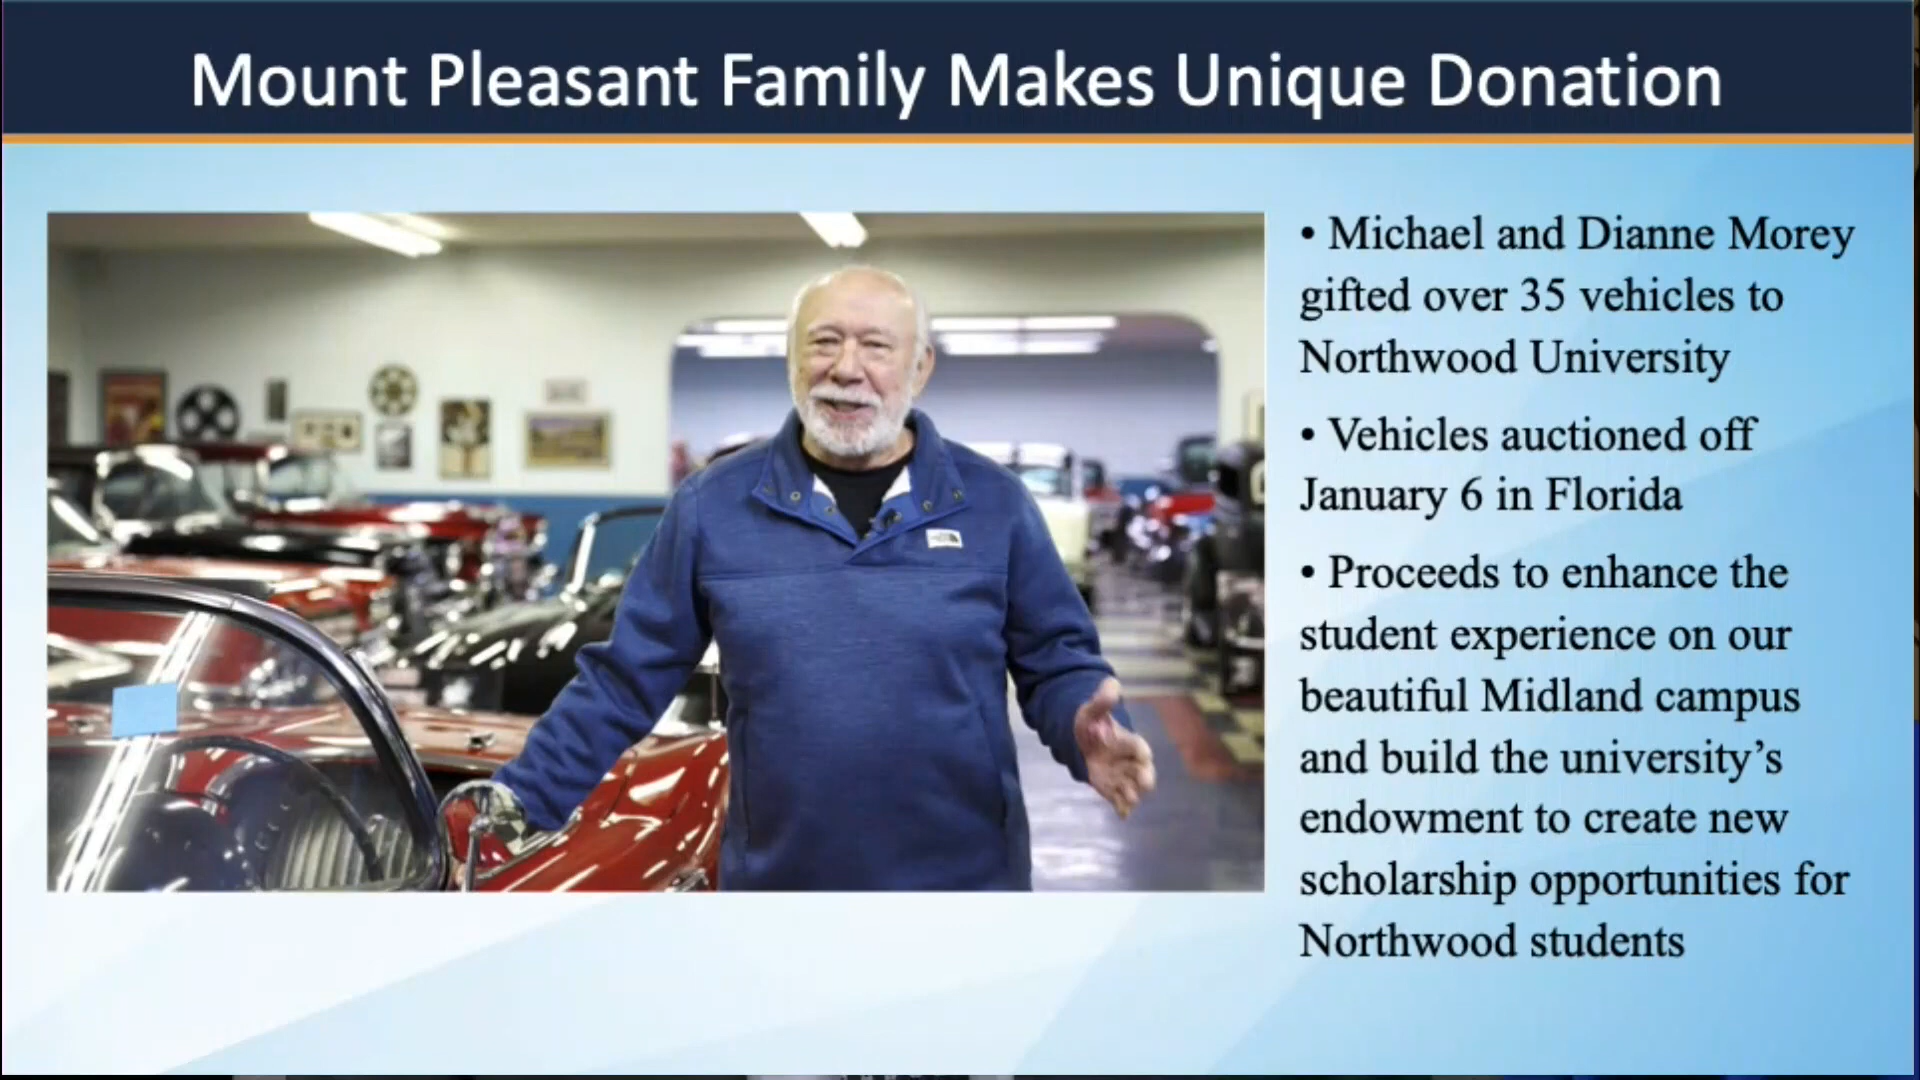 Mount Pleasant Family Makes Unique Donation
• Michael and Dianne Morey
gifted over 35 vehicles to
Northwood University
• Vehicles auctioned off
January 6 in Florida
• Proceeds to enhance the
student experience on our
beautiful Midland campus
and build the university’s
endowment to create new
scholarship opportunities for
Northwood students